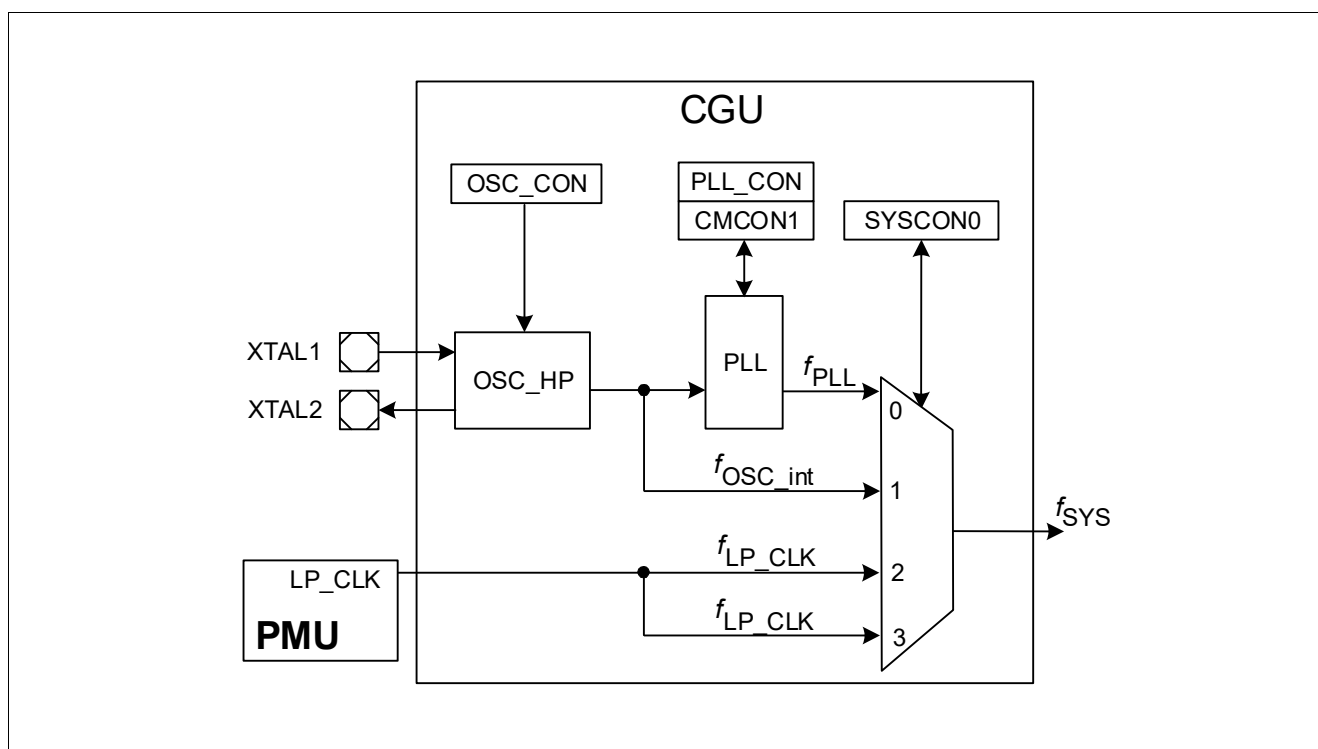 CGU
OSC_CON
PLL_CON
CMCON1
SYSCON0
XTAL1
XTAL2
OSC_HP
PLL
fPLL
0
fOSC_int
1
fSYS
LP_CLK
PMU
fLP_CLK
2
fLP_CLK
3